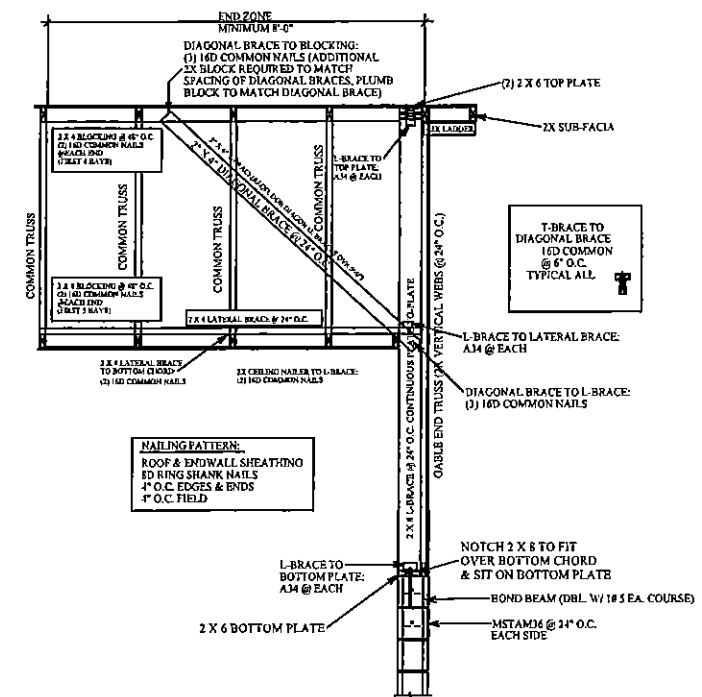 END ZONE
MINIMUM 8'-0"
DIAGONAL BRACE TO BLOCKING:
(3) 16D COMMON NAILS (ADDITIONAL
2X BLOCK REQUIRED TO MATCH
SPACING OF DIAGONAL BRACES, PLUMB
BLOCK TO MATCH DIAGONAL BRACE)
(2) 2 X 6 TOP PLATE
2X SUB-FACIA
2X LADDER
2 X 4 BLOCKING @ 48" O.C.
(2) 16D COMMON NAILS
@EACH END
(FIRST 4 BAYS)
L-BRACE TO
TOP PLATE:
A34 @ EACH
2" X 4" DIAGONAL BRACE @ 24" O.C.
COMMON TRUSS
COMMON TRUSS
COMMON TRUSS
COMMON TRUSS
GABLE END TRUSS (2X VERTICAL WEBS @ 24" O.C.)
T-BRACE TO
DIAGONAL BRACE
16D COMMON
@ 6" O.C.
TYPICAL ALL
2 X 4 BLOCKING @ 48" O.C.
(2) 16D COMMON NAILS
@EACH END
2 X 4 LATERAL BRACE @ 24" O.C.
L-BRACE TO LATERAL BRACE:
A34 @ EACH
2 X 4 LATERAL BRACE
TO BOTTOM CHORD
(2) 16D COMMON NAILS
2X CEILING NAILER TO L-BRACE:
(2) 16D COMMON NAILS
DIAGONAL BRACE TO L-BRACE:
(3) 16D COMMON NAILS
2 X 8 L-BRACE @ 24" O.C. CONTINUOUS
NAILING PATTERN:
ROOF & ENDWALL SHEATHING
8D RING SHANK NAILS
4" O.C. EDGES & ENDS
4" O.C. FIELD
L-BRACE TO
BOTTOM PLATE:
A34 @ EACH
NOTCH 2 X 8 TO FIT
OVER BOTTOM CHORD
& SIT ON BOTTOM PLATE
BOND BEAM (DBL. W/ 1# 5 EA. COURSE)
2 X 6 BOTTOM PLATE
MSTAM36 @ 24" O.C.
EACH SIDE